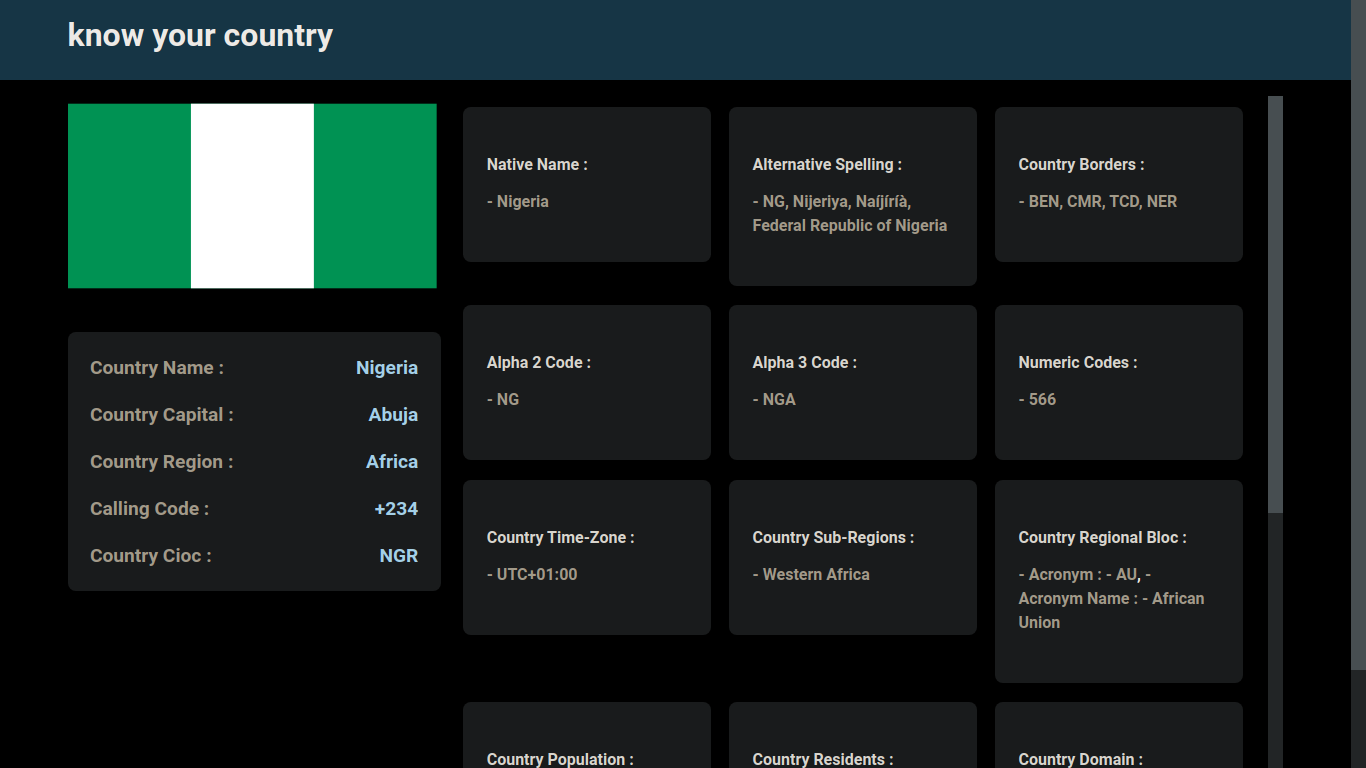 know your country
Country Name :
Nigeria
Country Capital :
Abuja
Country Region :
Africa
Calling Code :
+234
Country Cioc :
NGR
Native Name :
- Nigeria
Alternative Spelling :
- NG, Nijeriya, Naíjíríà,
Federal Republic of Nigeria
Country Borders :
- BEN, CMR, TCD, NER
Alpha 2 Code :
- NG
Alpha 3 Code :
- NGA
Numeric Codes :
- 566
Country Time-Zone :
- UTC+01:00
Country Sub-Regions :
- Western Africa
Country Regional Bloc :
- Acronym : - AU, -
Acronym Name : - African
Union
Country Population :
Country Residents :
Country Domain :